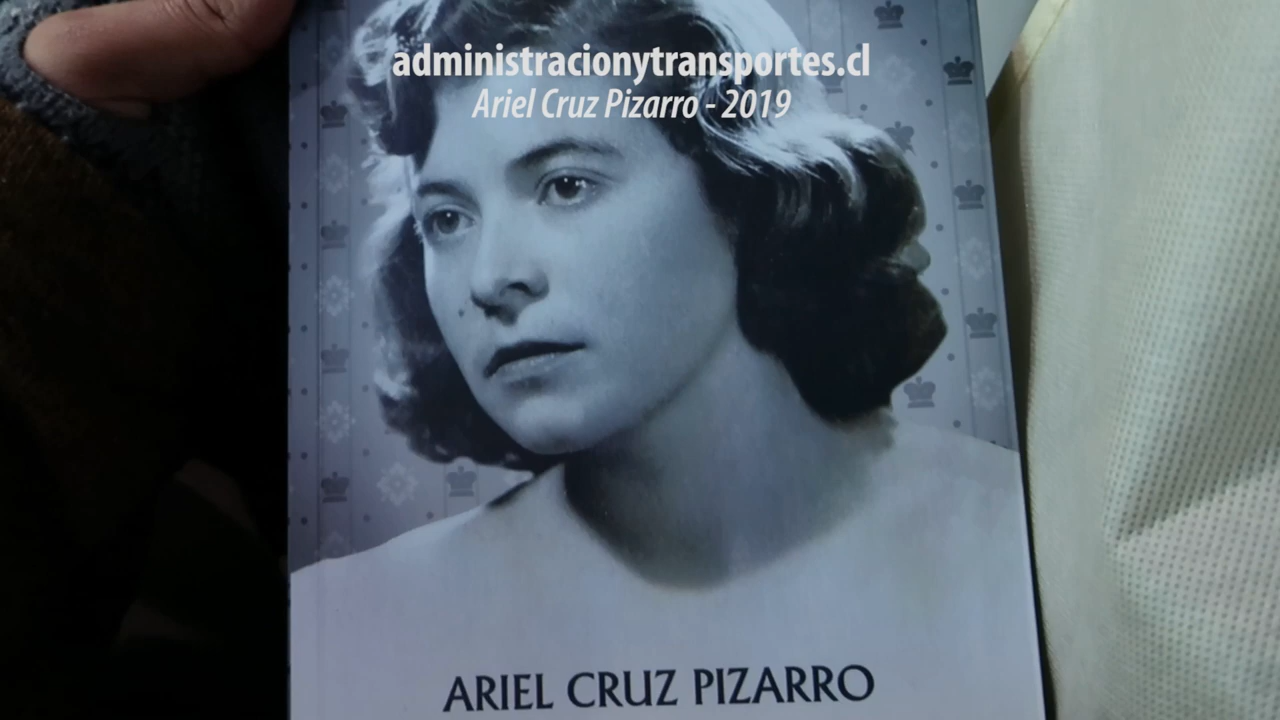 administracionytransportes.cl
Ariel Cruz Pizarro - 2019
ARIEL CRUZ PIZARRO